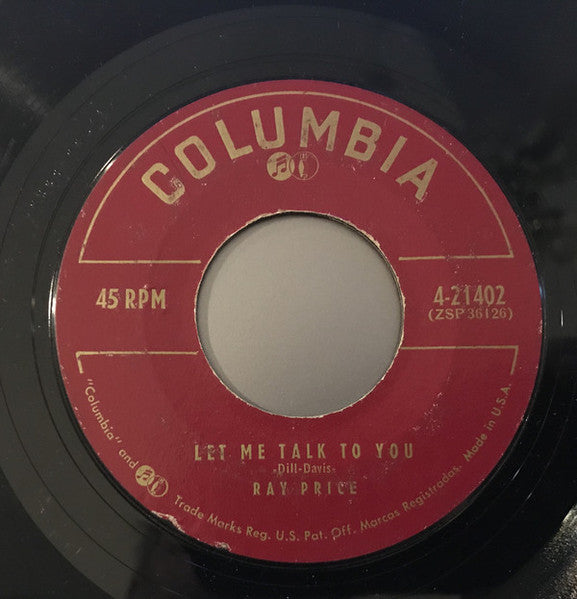 COLUMBIA
45 RPM
4-21402
(ZSP 36126)
LET ME TALK TO YOU
-Dill-Davis-
RAY PRICE
"Columbia" and Trade Marks Reg. U.S. Pat. Off. Marcas Registradas. Made in U.S.A.